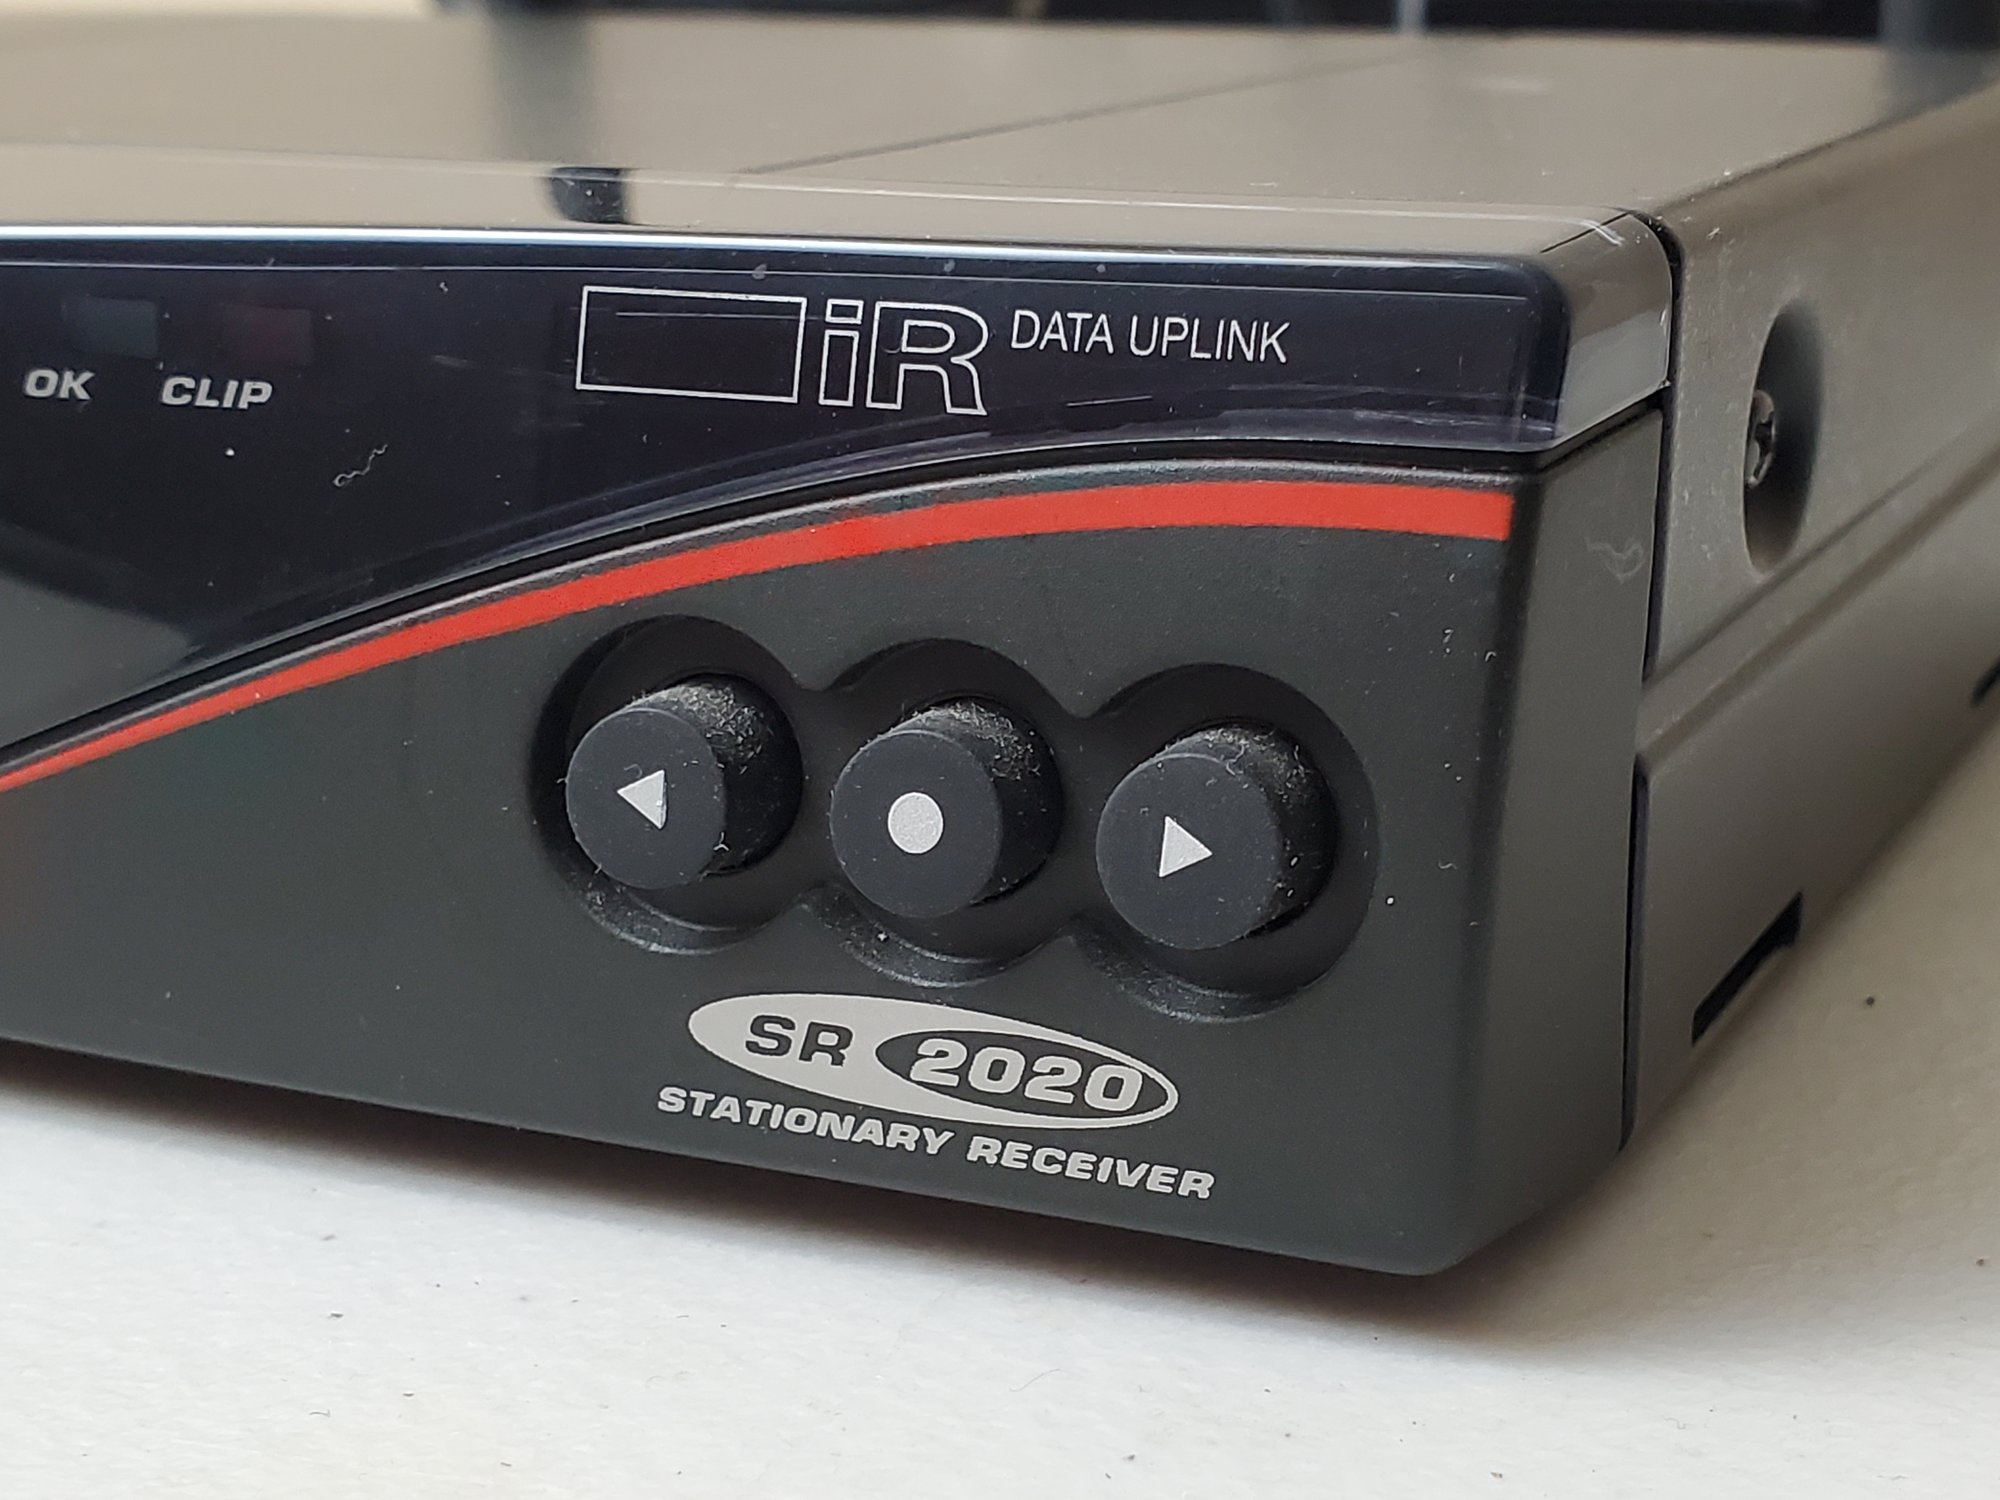 OK CLIP
iR DATA UPLINK
SR 2020
STATIONARY RECEIVER